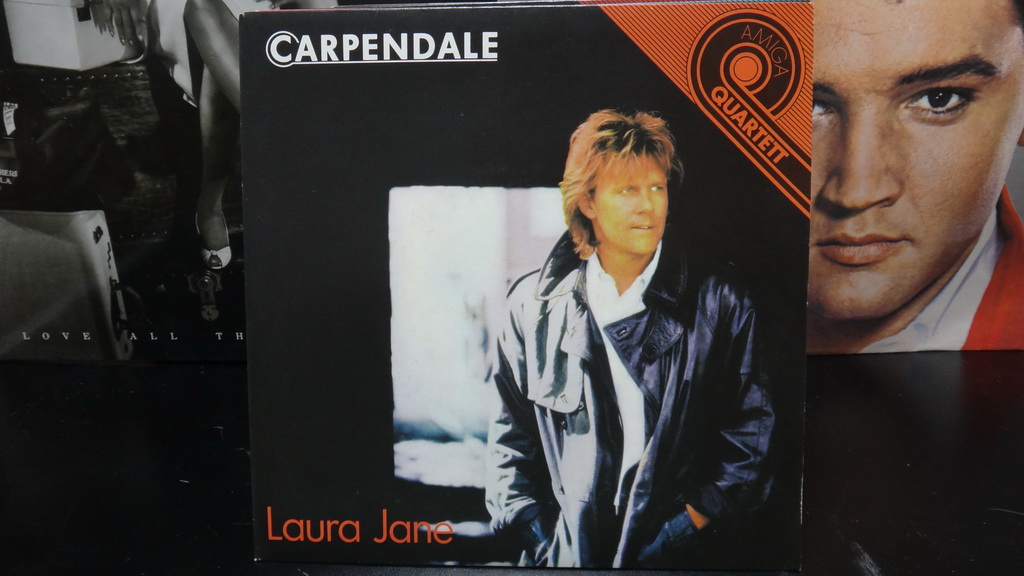 CARPENDALE
AMIGA
QUARTETT
LOVE ALL TH
Laura Jane